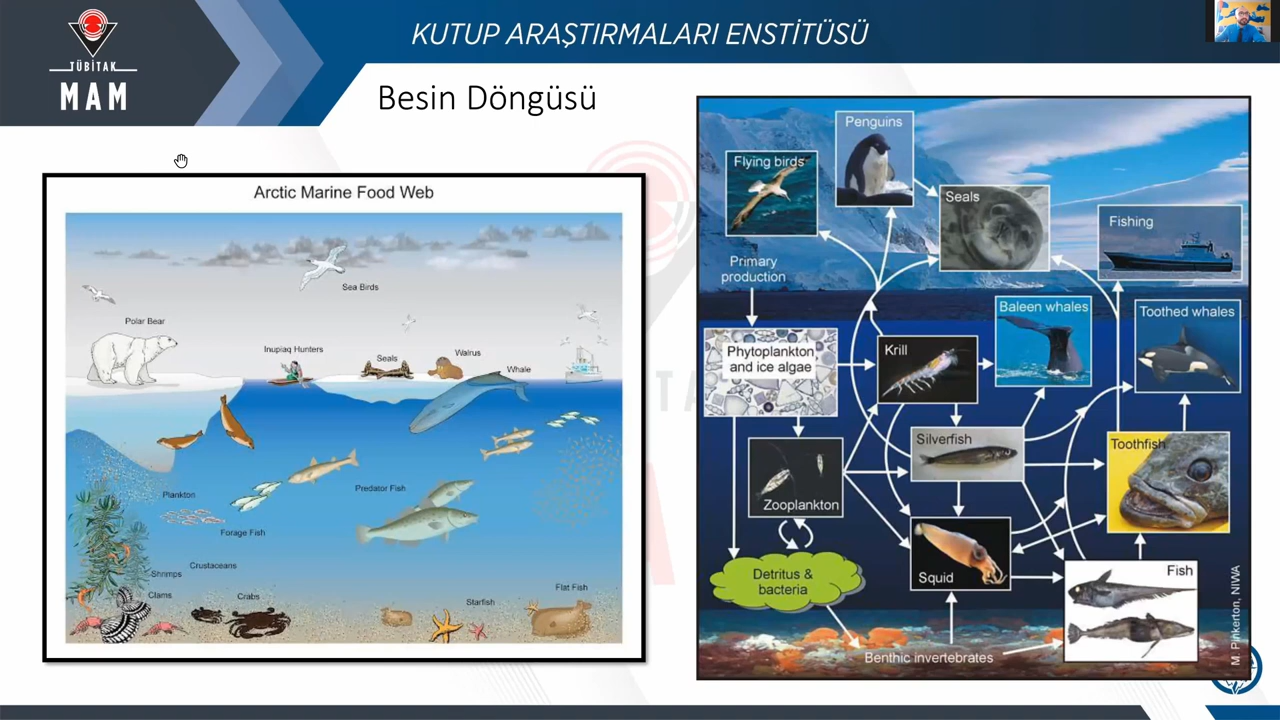 TÜBİTAK
MAM
KUTUP ARAŞTIRMALARI ENSTİTÜSÜ
Besin Döngüsü
Arctic Marine Food Web
Sea Birds
Polar Bear
Inupiaq Hunters
Seals
Walrus
Whale
Plankton
Predator Fish
Forage Fish
Crustaceans
Shrimps
Clams
Crabs
Starfish
Flat Fish
Penguins
Flying birds
Seals
Fishing
Primary
production
Baleen whales
Toothed whales
Phytoplankton
and ice algae
Krill
Silverfish
Toothfish
Zooplankton
Squid
Fish
Detritus &
bacteria
Benthic invertebrates
M. Pinkerton, NIWA